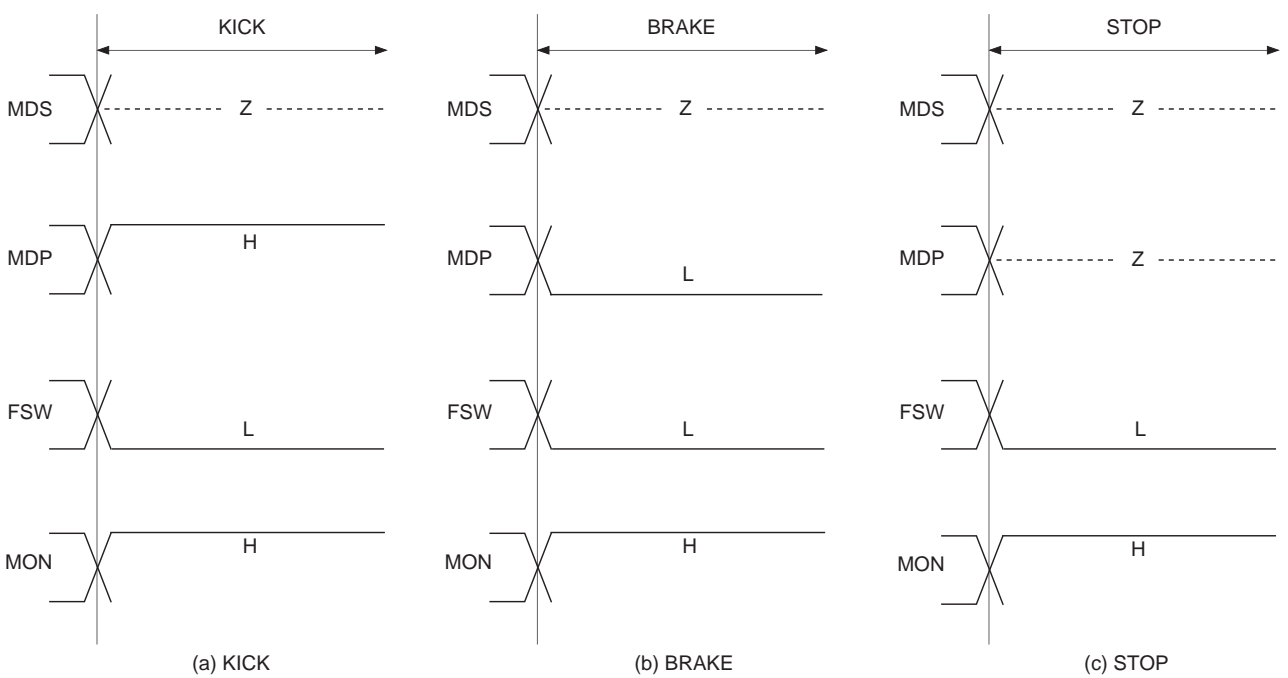 KICK
MDS
Z
MDP
H
FSW
L
MON
H
(a) KICK
BRAKE
MDS
Z
MDP
L
FSW
L
MON
H
(b) BRAKE
STOP
MDS
Z
MDP
Z
FSW
L
MON
H
(c) STOP